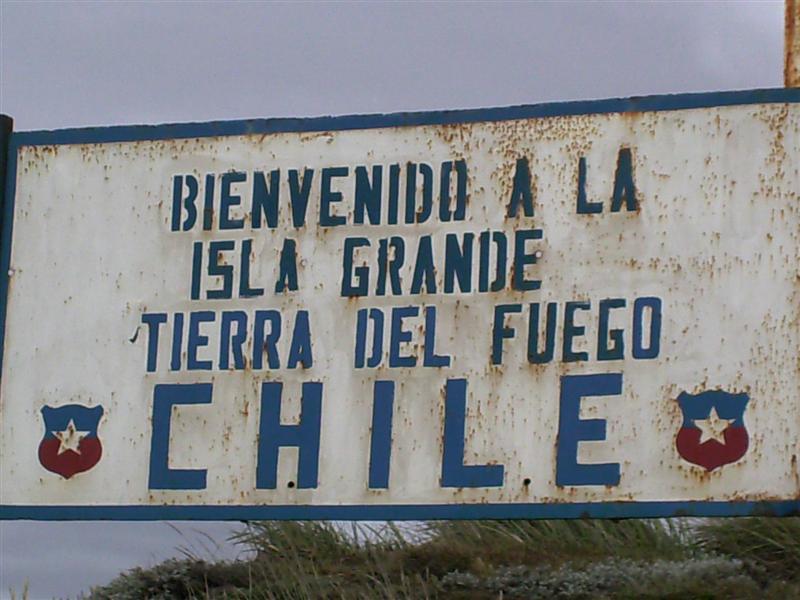 BIENVENIDO A LA
ISLA GRANDE
TIERRA DEL FUEGO
CHILE